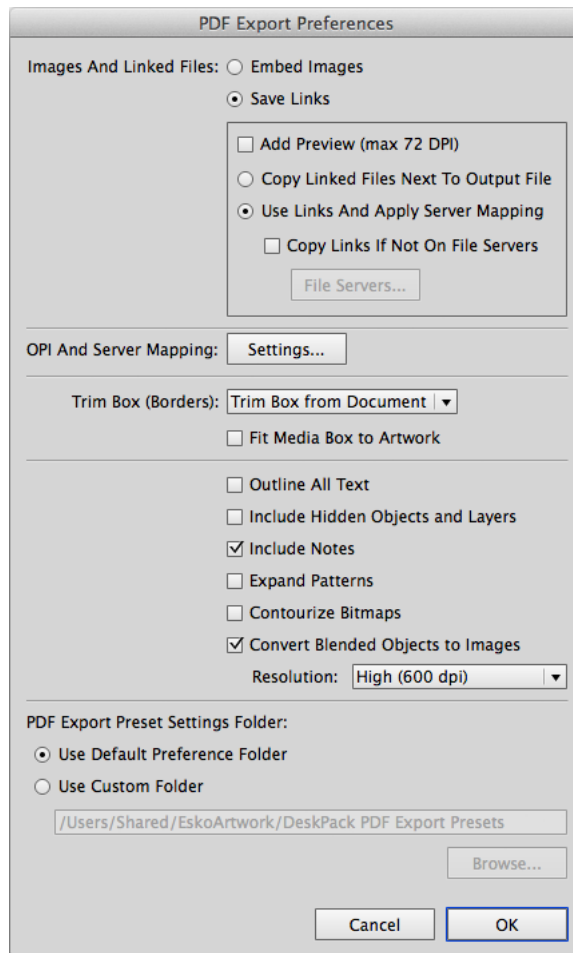 PDF Export Preferences
Images And Linked Files: Embed Images
Save Links
Add Preview (max 72 DPI)
Copy Linked Files Next To Output File
Use Links And Apply Server Mapping
Copy Links If Not On File Servers
File Servers...
OPI And Server Mapping: Settings...
Trim Box (Borders): Trim Box from Document
Fit Media Box to Artwork
Outline All Text
Include Hidden Objects and Layers
Include Notes
Expand Patterns
Contourize Bitmaps
Convert Blended Objects to Images
Resolution: High (600 dpi)
PDF Export Preset Settings Folder:
Use Default Preference Folder
Use Custom Folder
/Users/Shared/EskoArtwork/DeskPack PDF Export Presets
Browse...
Cancel OK